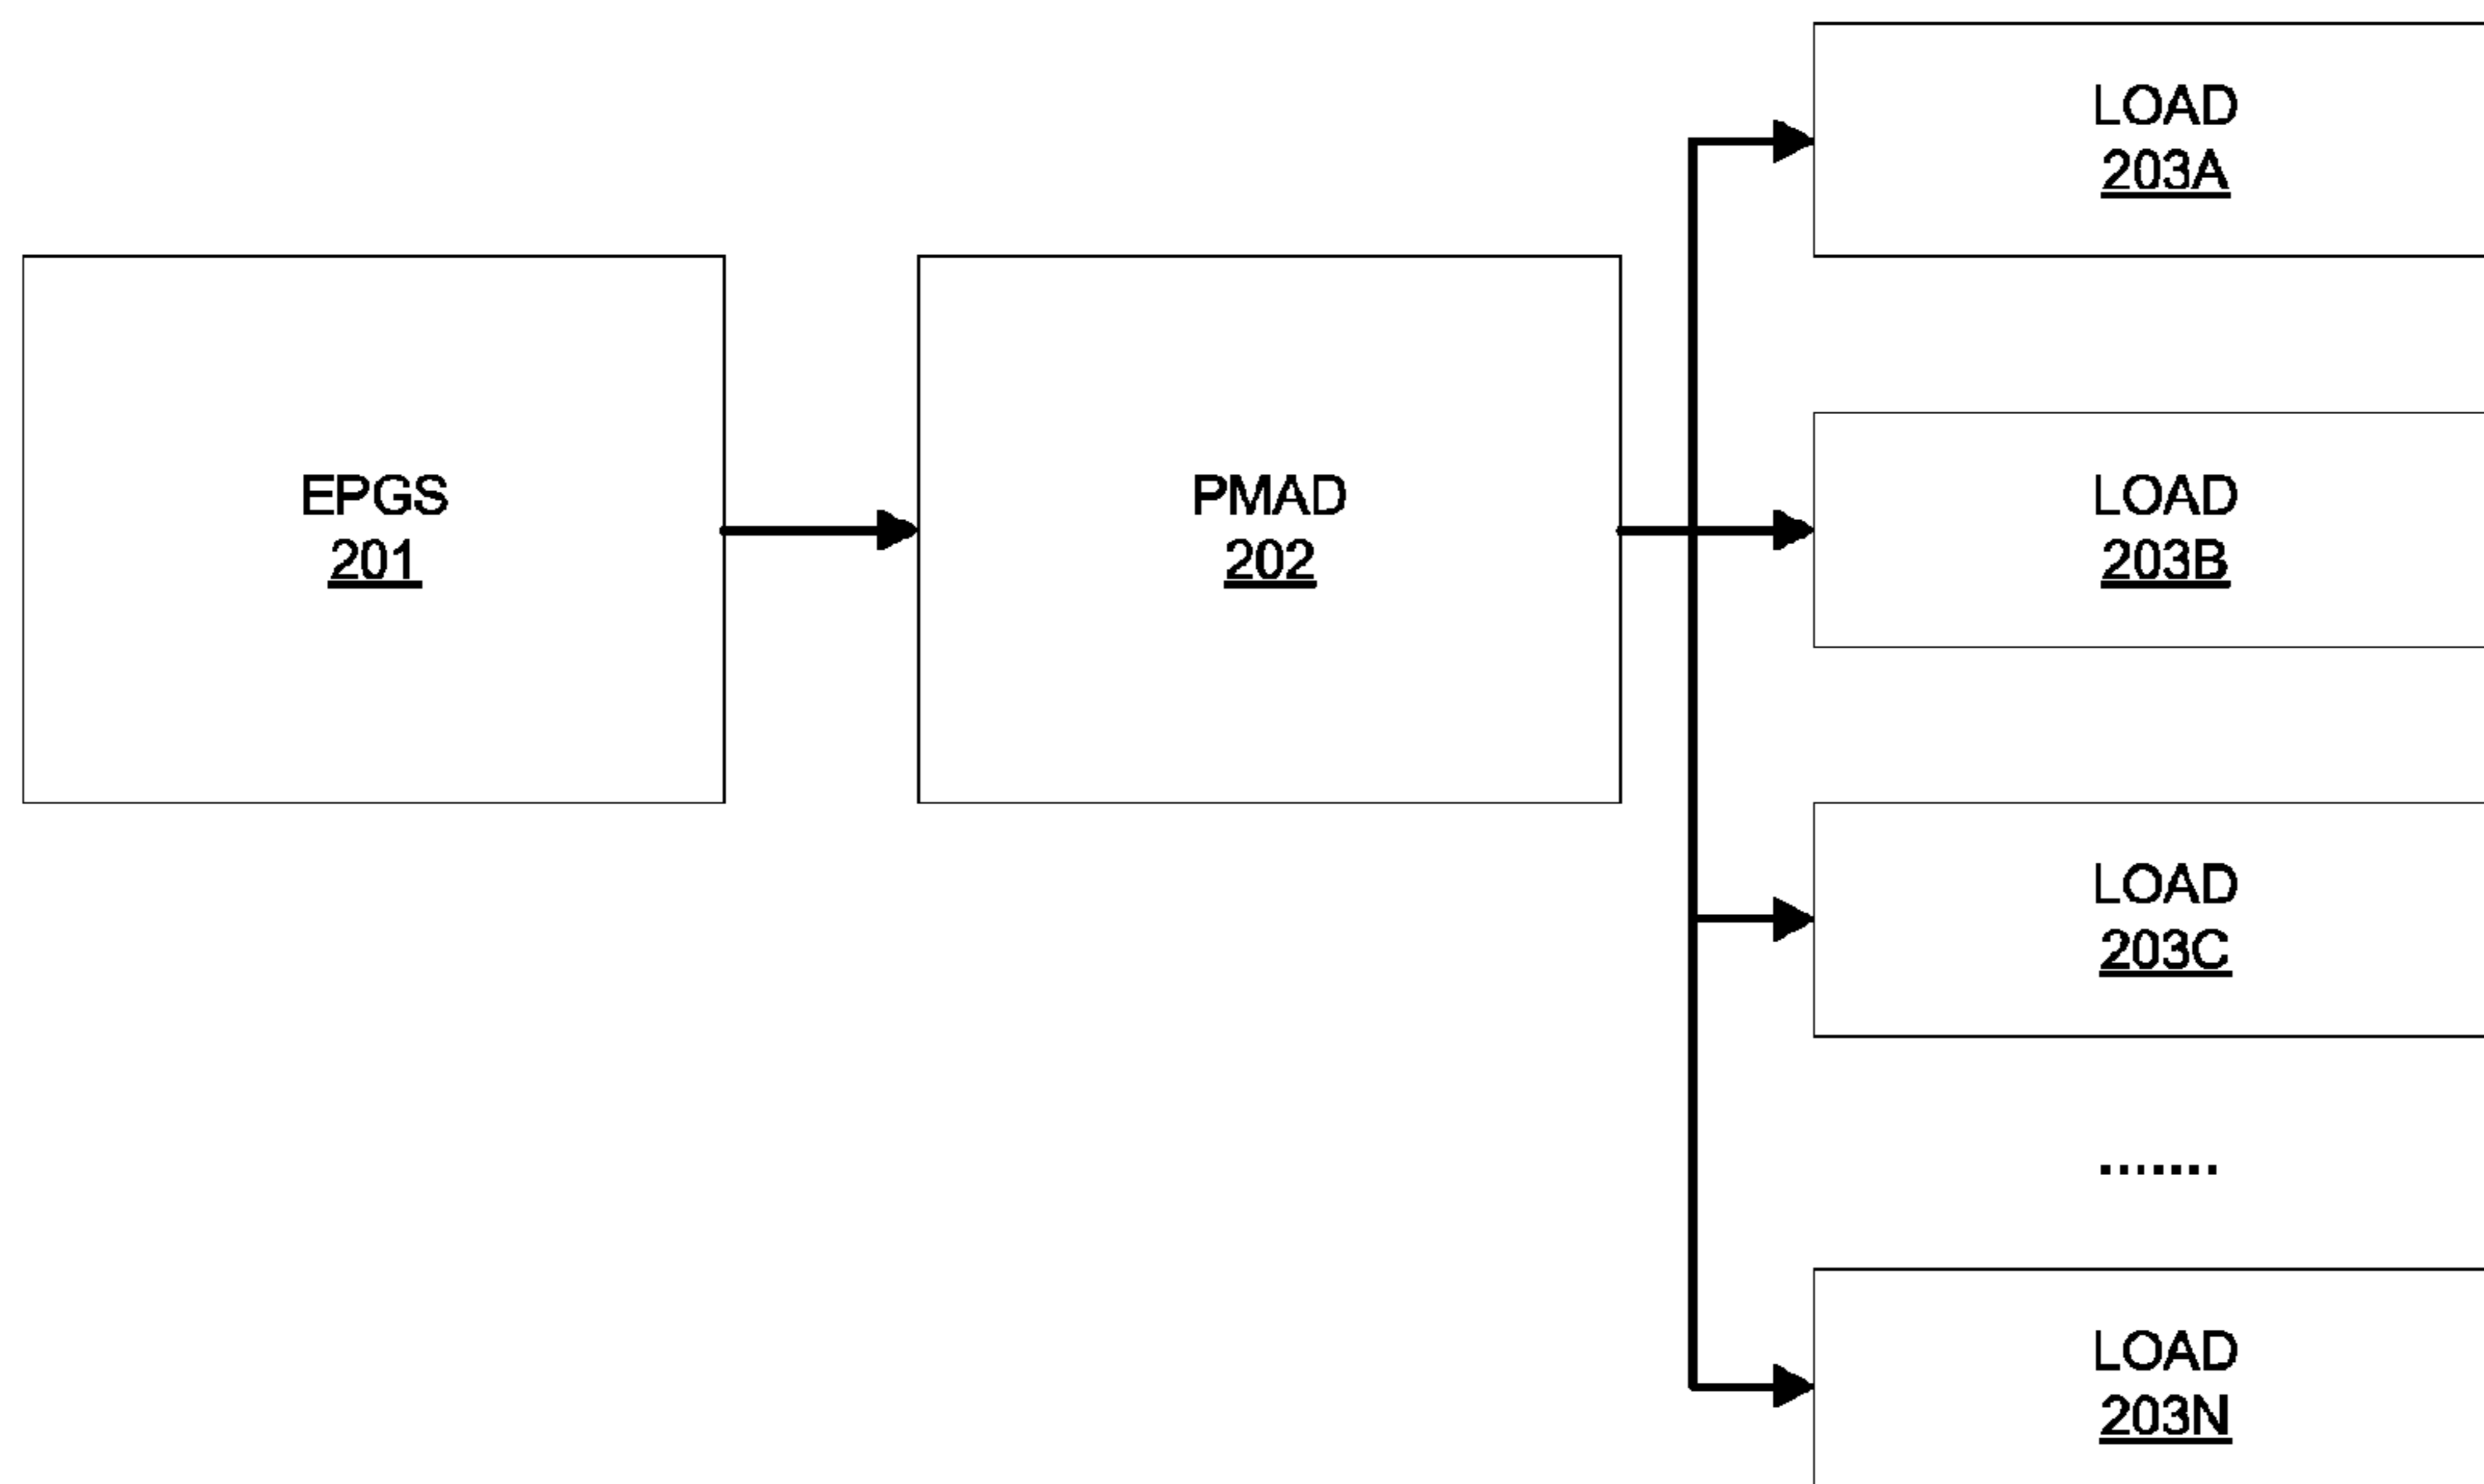 LOAD
203A
EPGS
201
PMAD
202
LOAD
203B
LOAD
203C
........
LOAD
203N